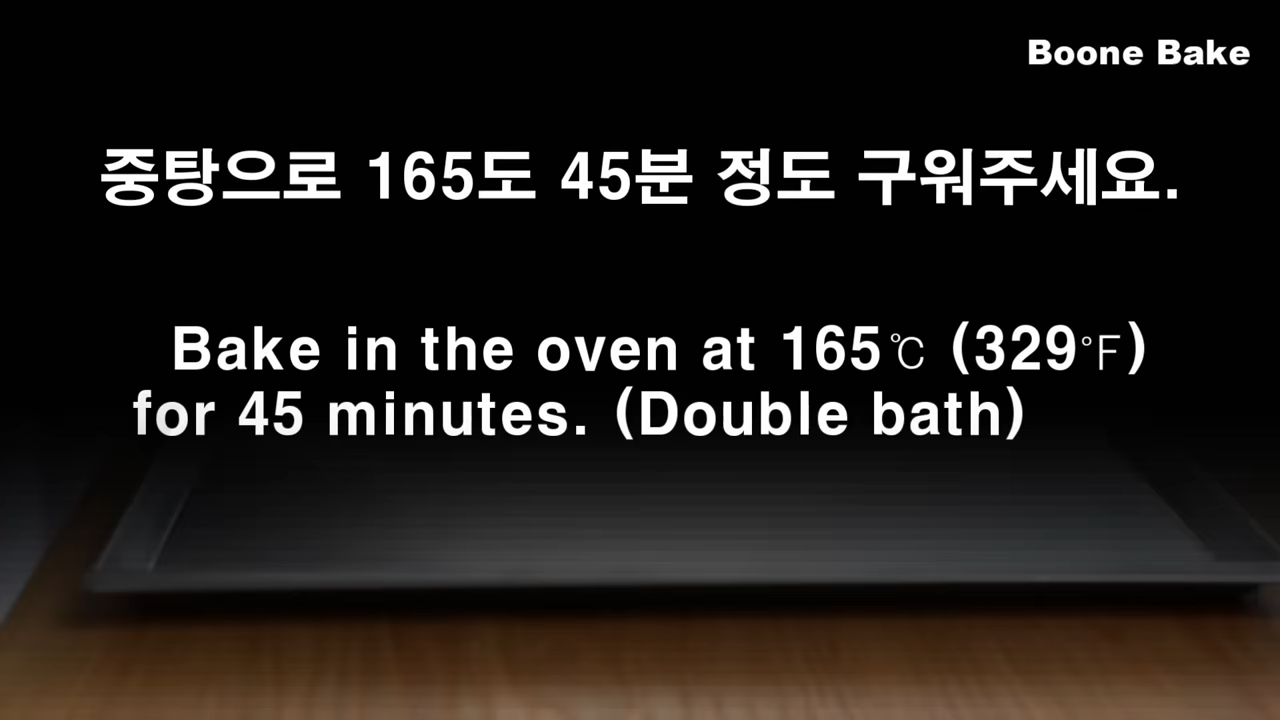 Boone Bake
중탕으로 165도 45분 정도 구워주세요.
Bake in the oven at 165℃ (329°F)
for 45 minutes. (Double bath)